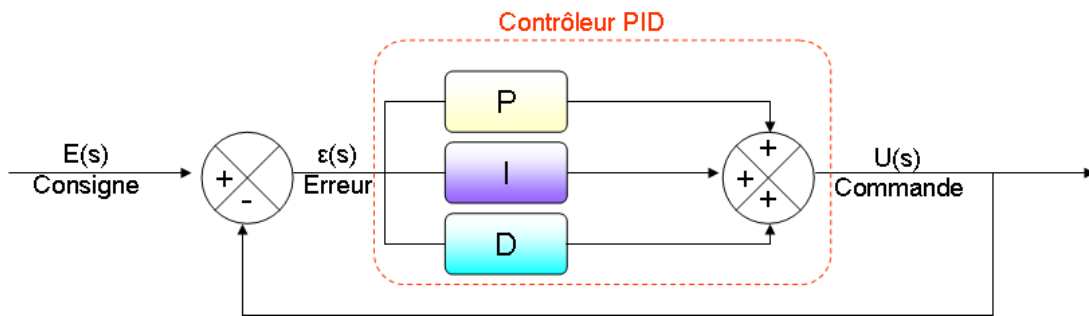 Contrôleur PID
P
E(s)
Consigne
+
-
ε(s)
Erreur
I
+
+
+
U(s)
Commande
D